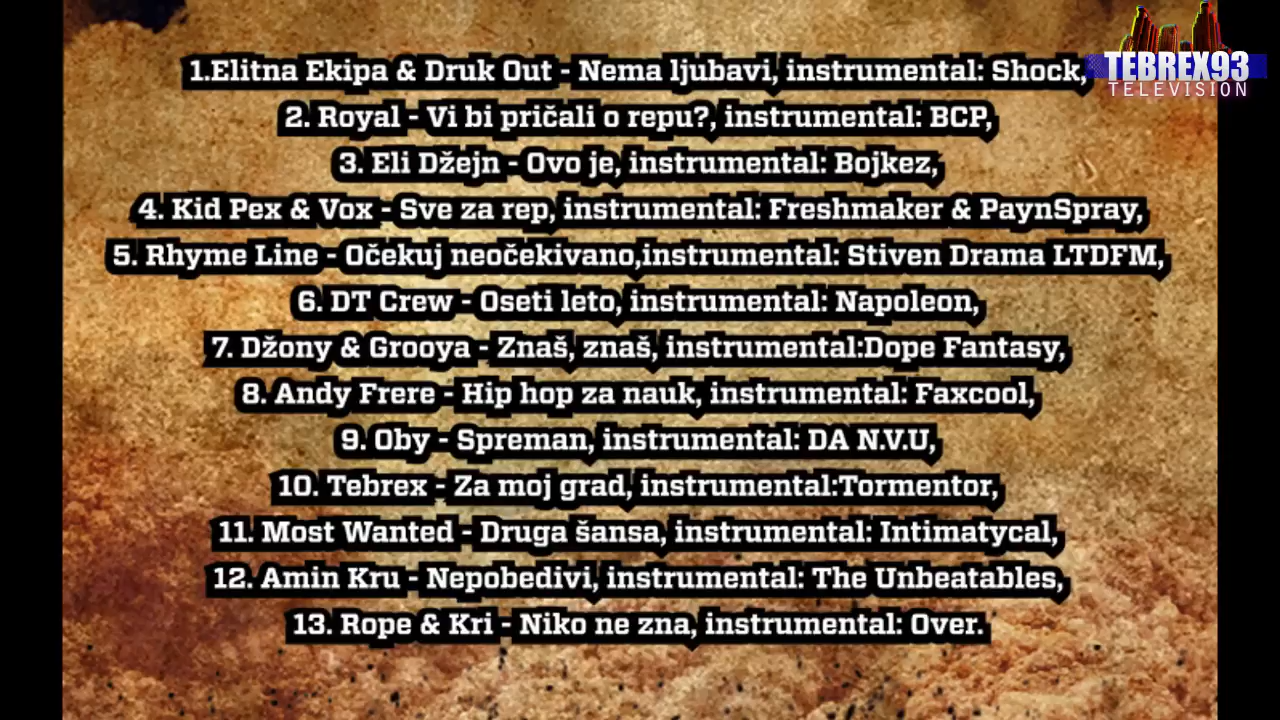 TEBREX93
TELEVISION
1.Elitna Ekipa & Druk Out - Nema ljubavi, instrumental: Shock,
2. Royal - Vi bi pričali o repu?, instrumental: BCP,
3. Eli Džejn - Ovo je, instrumental: Bojkez,
4. Kid Pex & Vox - Sve za rep, instrumental: Freshmaker & PaynSpray,
5. Rhyme Line - Očekuj neočekivano,instrumental: Stiven Drama LTDFM,
6. DT Crew - Oseti leto, instrumental: Napoleon,
7. Džony & Grooya - Znaš, znaš, instrumental:Dope Fantasy,
8. Andy Frere - Hip hop za nauk, instrumental: Faxcool,
9. Oby - Spreman, instrumental: DA N.V.U,
10. Tebrex - Za moj grad, instrumental:Tormentor,
11. Most Wanted - Druga šansa, instrumental: Intimatycal,
12. Amin Kru - Nepobedivi, instrumental: The Unbeatables,
13. Rope & Kri - Niko ne zna, instrumental: Over.